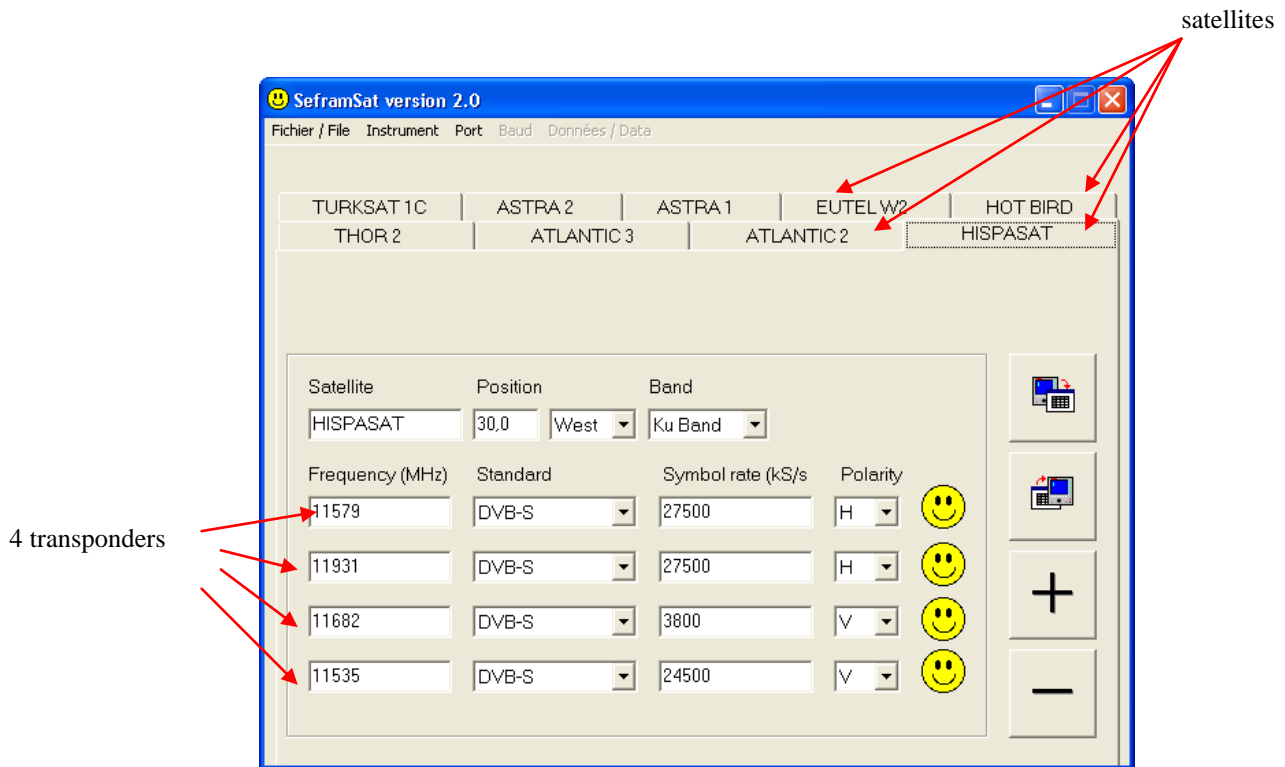 satellites
SeframSat version 2.0
Fichier / File Instrument Port Baud Données / Data
TURKSAT 1C ASTRA 2 ASTRA 1 EUTEL W2 HOT BIRD
THOR 2 ATLANTIC 3 ATLANTIC 2 HISPASAT
Satellite Position Band
HISPASAT 30,0 West Ku Band
Frequency (MHz) Standard Symbol rate (kS/s Polarity
11579 DVB-S 27500 H
4 transponders
11931 DVB-S 27500 H
11682 DVB-S 3800 V
11535 DVB-S 24500 V